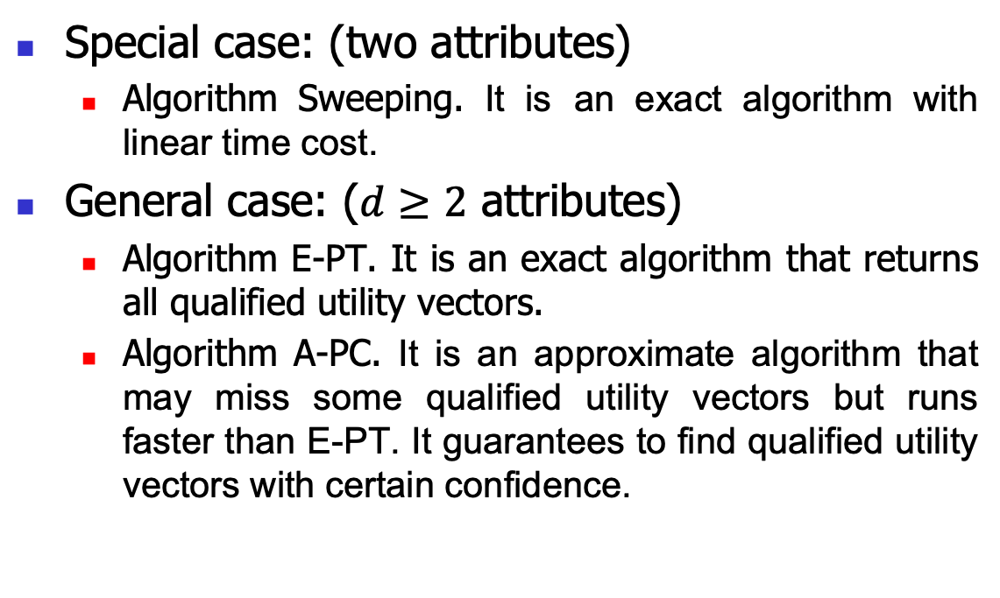 Special case: (two attributes)
Algorithm Sweeping. It is an exact algorithm with
linear time cost.
General case: (d ≥ 2 attributes)
Algorithm E-PT. It is an exact algorithm that returns
all qualified utility vectors.
Algorithm A-PC. It is an approximate algorithm that
may miss some qualified utility vectors but runs
faster than E-PT. It guarantees to find qualified utility
vectors with certain confidence.